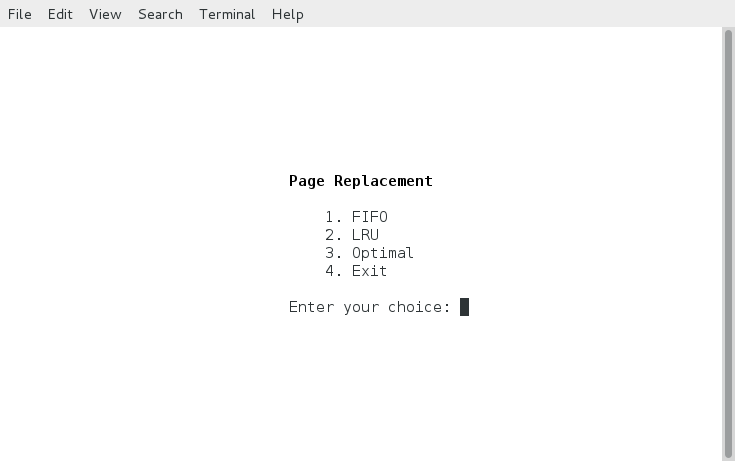 File Edit View Search Terminal Help
Page Replacement
1. FIFO
2. LRU
3. Optimal
4. Exit
Enter your choice: